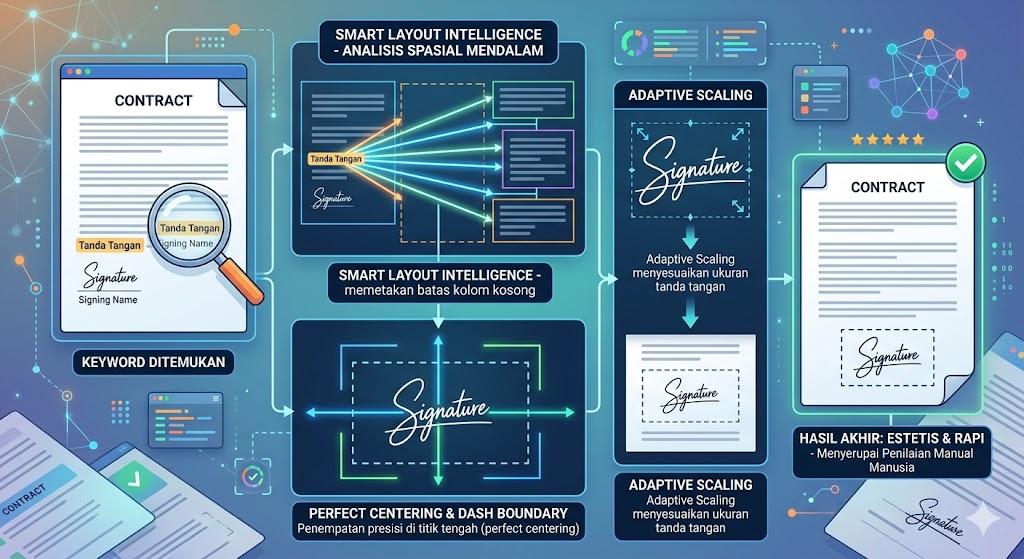 CONTRACT
Tanda Tangan
Signing Name
Tanda Tangan
Signature
Signing Name
KEYWORD DITEMUKAN
CONTRACT
SMART LAYOUT INTELLIGENCE
- ANALISIS SPASIAL MENDALAM
Tanda Tangan
Signature
SMART LAYOUT INTELLIGENCE -
memetakan batas kolom kosong
Signature
PERFECT CENTERING & DASH BOUNDARY
Penempatan presisi di titik tengah (perfect centering)
ADAPTIVE SCALING
Signature
Adaptive Scaling
menyesuaikan ukuran
tanda tangan
Signature
ADAPTIVE SCALING
Adaptive Scaling
menyesuaikan ukuran
tanda tangan
CONTRACT
Signature
HASIL AKHIR: ESTETIS & RAPI
- Menyerupai Penilaian Manual
Manusia
Signature